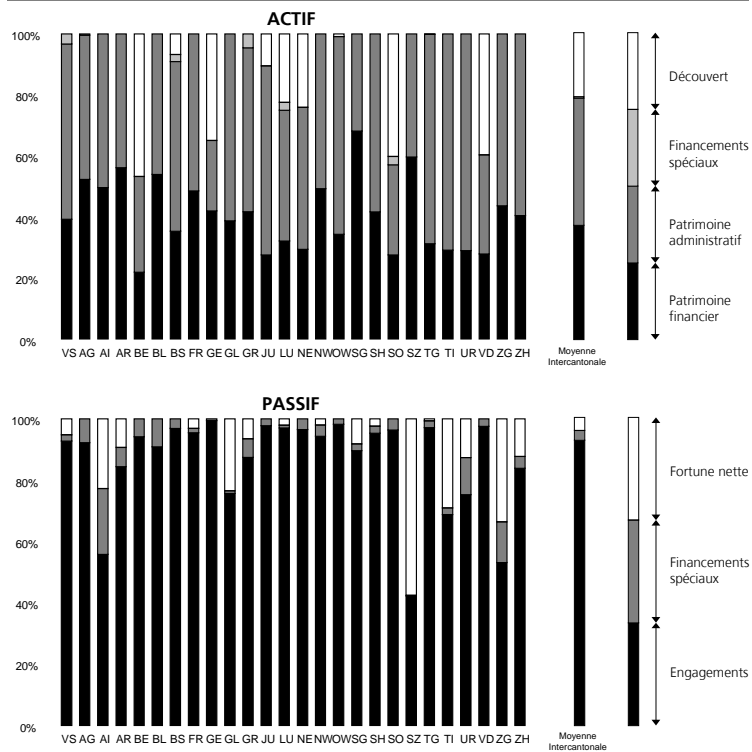 ACTIF
100%
80%
60%
40%
20%
0%
VS AG AI AR BE BL BS FR GE GL GR JU LU NE NW OW SG SH SO SZ TG TI UR VD ZG ZH
Moyenne
Intercantonale
Découvert
Financements
spéciaux
Patrimoine
administratif
Patrimoine
financier
PASSIF
100%
80%
60%
40%
20%
0%
VS AG AI AR BE BL BS FR GE GL GR JU LU NE NW OW SG SH SO SZ TG TI UR VD ZG ZH
Moyenne
Intercantonale
Fortune nette
Financements
spéciaux
Engagements